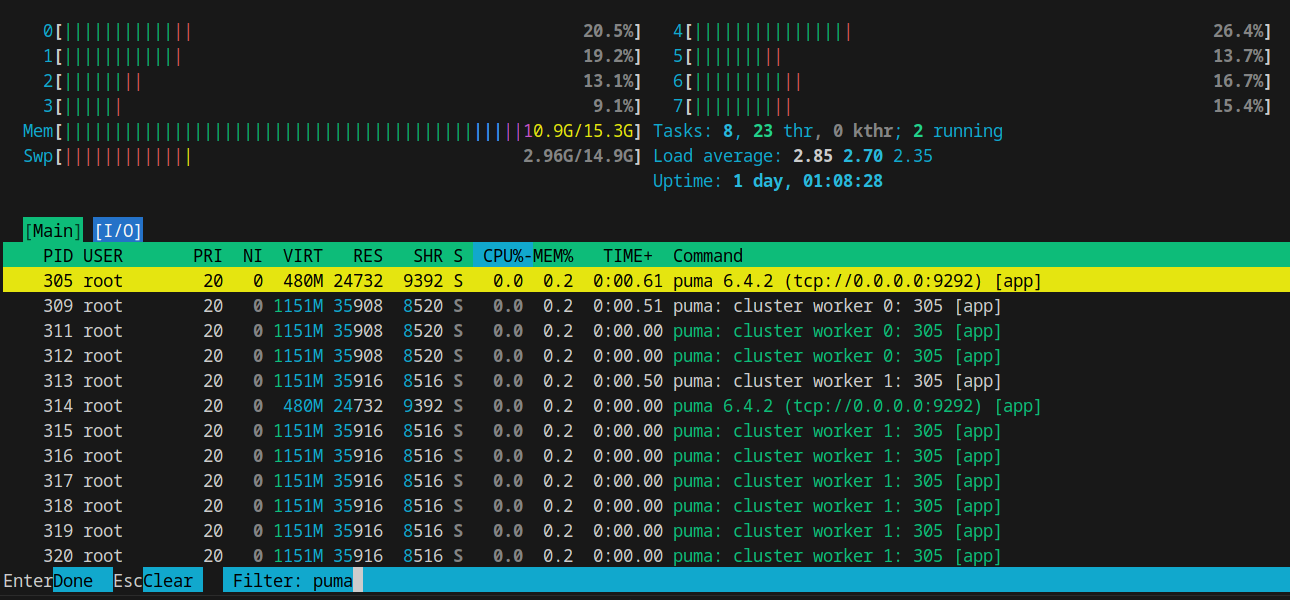 0[||||||||||||| 20.5%] 4[|||||||||||||||| 26.4%]
1[|||||||||||| 19.2%] 5[||||||||| 13.7%]
2[|||||||| 13.1%] 6[||||||||||| 16.7%]
3[|||||| 9.1%] 7[|||||||||| 15.4%]
Mem[||||||||||||||||||||||||||||||||||||||||||||||10.9G/15.3G] Tasks: 8, 23 thr, 0 kthr; 2 running
Swp[||||||||||||| 2.96G/14.9G] Load average: 2.85 2.70 2.35
Uptime: 1 day, 01:08:28
[Main] [I/O]
PID USER PRI NI VIRT RES SHR S CPU%-MEM% TIME+ Command
305 root 20 0 480M 24732 9392 S 0.0 0.2 0:00.61 puma 6.4.2 (tcp://0.0.0.0:9292) [app]
309 root 20 0 1151M 35908 8520 S 0.0 0.2 0:00.51 puma: cluster worker 0: 305 [app]
311 root 20 0 1151M 35908 8520 S 0.0 0.2 0:00.00 puma: cluster worker 0: 305 [app]
312 root 20 0 1151M 35908 8520 S 0.0 0.2 0:00.00 puma: cluster worker 0: 305 [app]
313 root 20 0 1151M 35916 8516 S 0.0 0.2 0:00.50 puma: cluster worker 1: 305 [app]
314 root 20 0 480M 24732 9392 S 0.0 0.2 0:00.00 puma 6.4.2 (tcp://0.0.0.0:9292) [app]
315 root 20 0 1151M 35916 8516 S 0.0 0.2 0:00.00 puma: cluster worker 1: 305 [app]
316 root 20 0 1151M 35916 8516 S 0.0 0.2 0:00.00 puma: cluster worker 1: 305 [app]
317 root 20 0 1151M 35916 8516 S 0.0 0.2 0:00.00 puma: cluster worker 1: 305 [app]
318 root 20 0 1151M 35916 8516 S 0.0 0.2 0:00.00 puma: cluster worker 1: 305 [app]
319 root 20 0 1151M 35916 8516 S 0.0 0.2 0:00.00 puma: cluster worker 1: 305 [app]
320 root 20 0 1151M 35916 8516 S 0.0 0.2 0:00.00 puma: cluster worker 1: 305 [app]
EnterDone EscClear Filter: puma